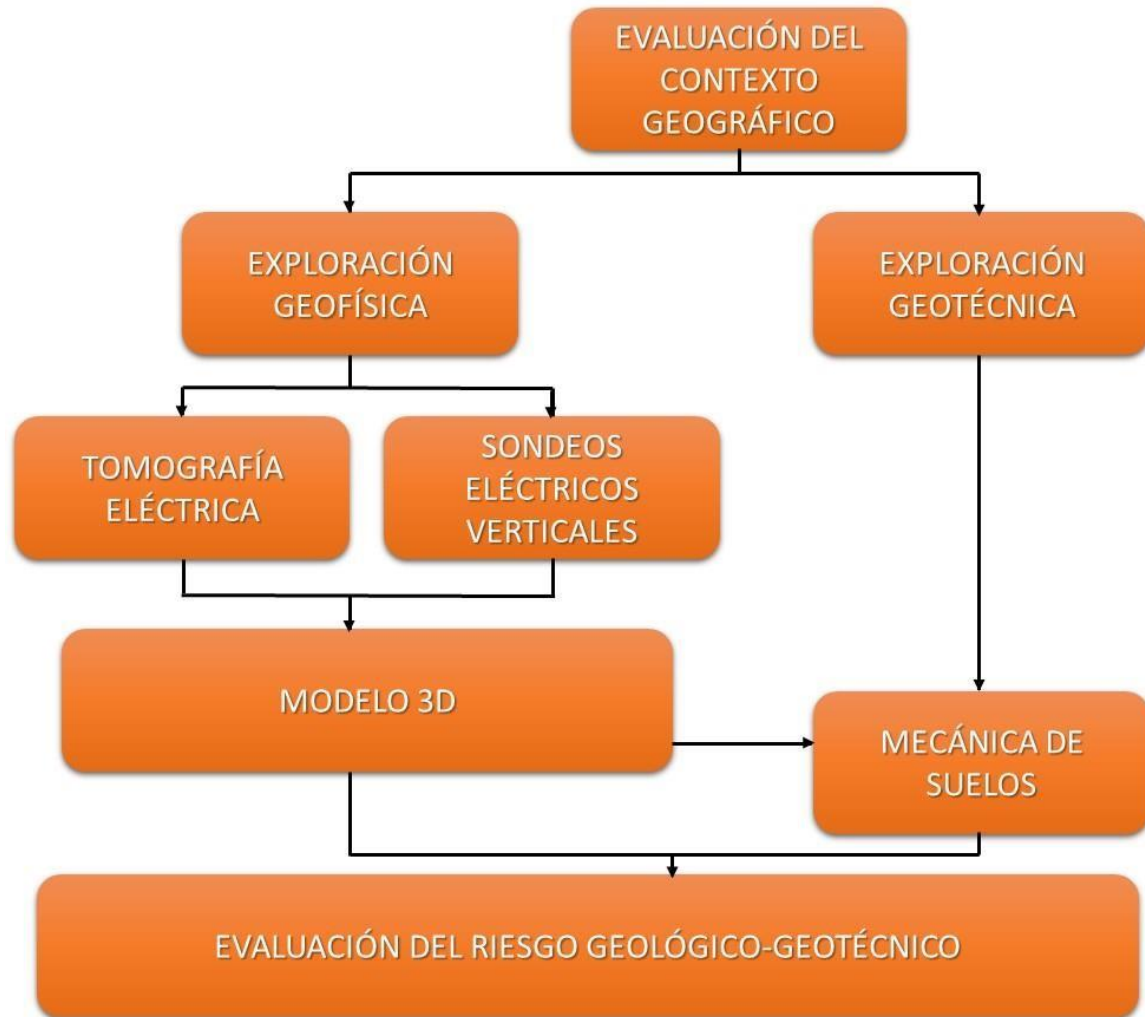 EVALUACIÓN DEL
CONTEXTO
GEOGRÁFICO
EXPLORACIÓN
GEOFÍSICA
EXPLORACIÓN
GEOTÉCNICA
TOMOGRAFÍA
ELÉCTRICA
SONDEOS
ELÉCTRICOS
VERTICALES
MODELO 3D
MECÁNICA DE
SUELOS
EVALUACIÓN DEL RIESGO GEOLÓGICO-GEOTÉCNICO